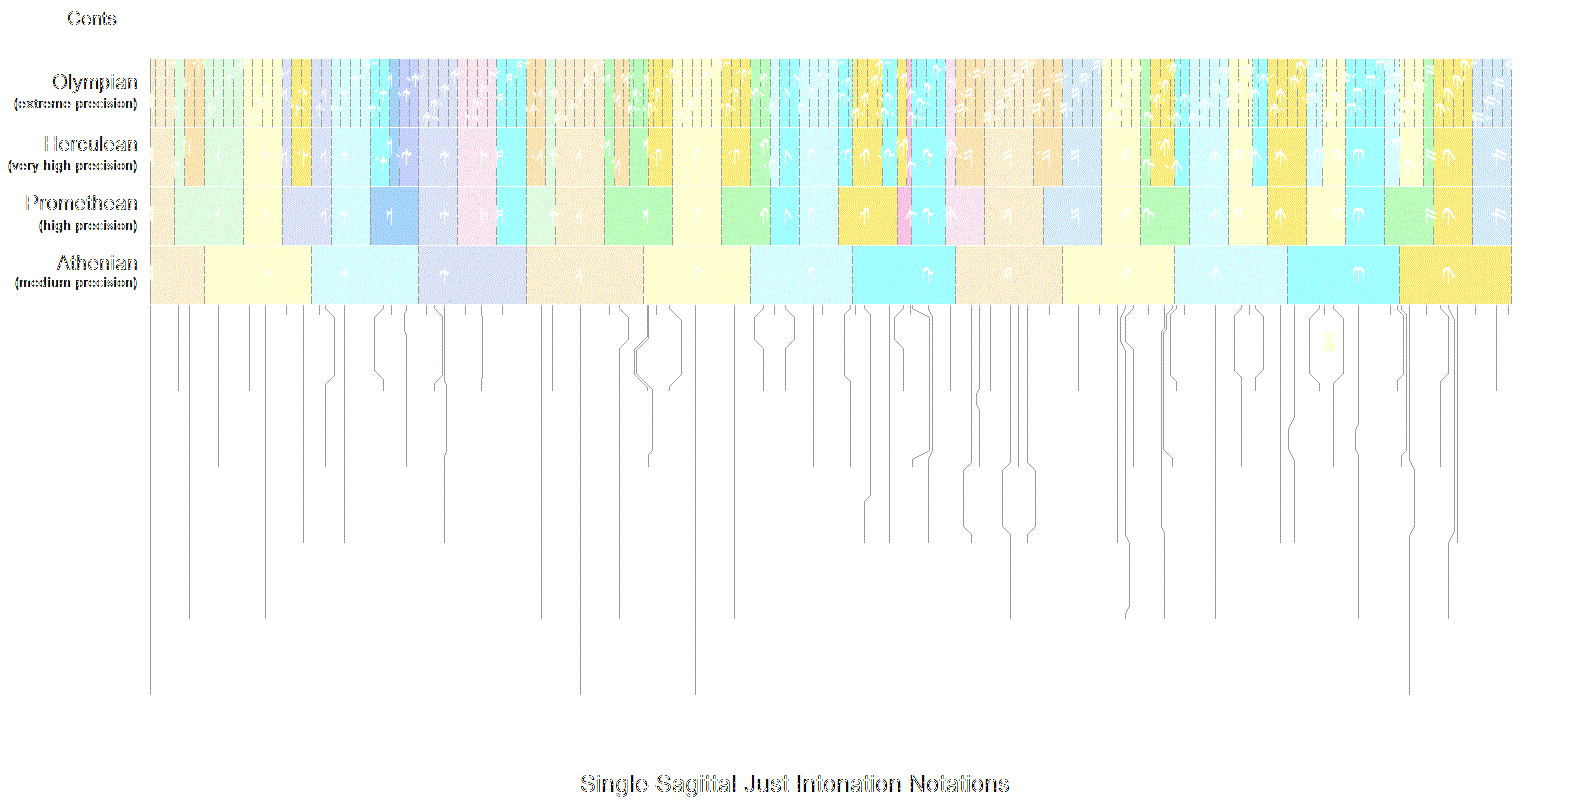 Cents
Olympian
(extreme precision)
Herculean
(very high precision)
Promethean
(high precision)
Athenian
(medium precision)
Single Sagittal Just Intonation Notations